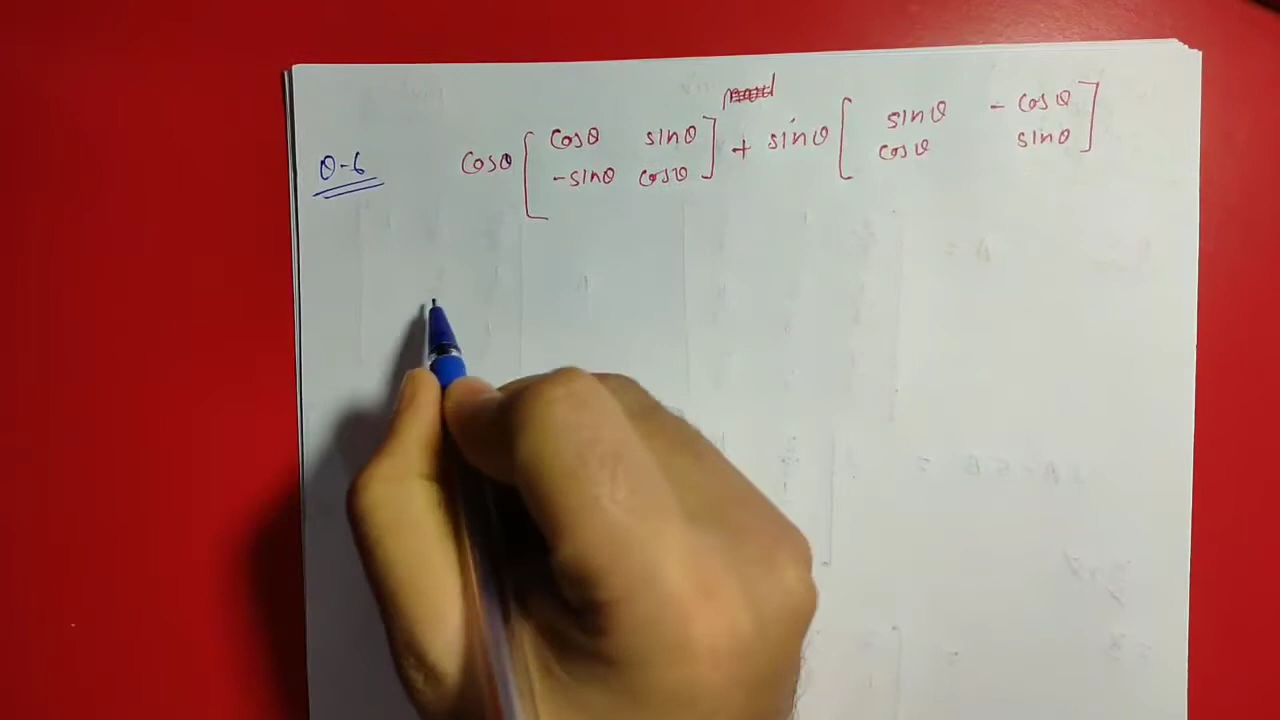 Q-6 cosθ [ cosθ sinθ ] + sinθ [ sinθ - cosθ ]
-sinθ cosθ cosθ sinθ